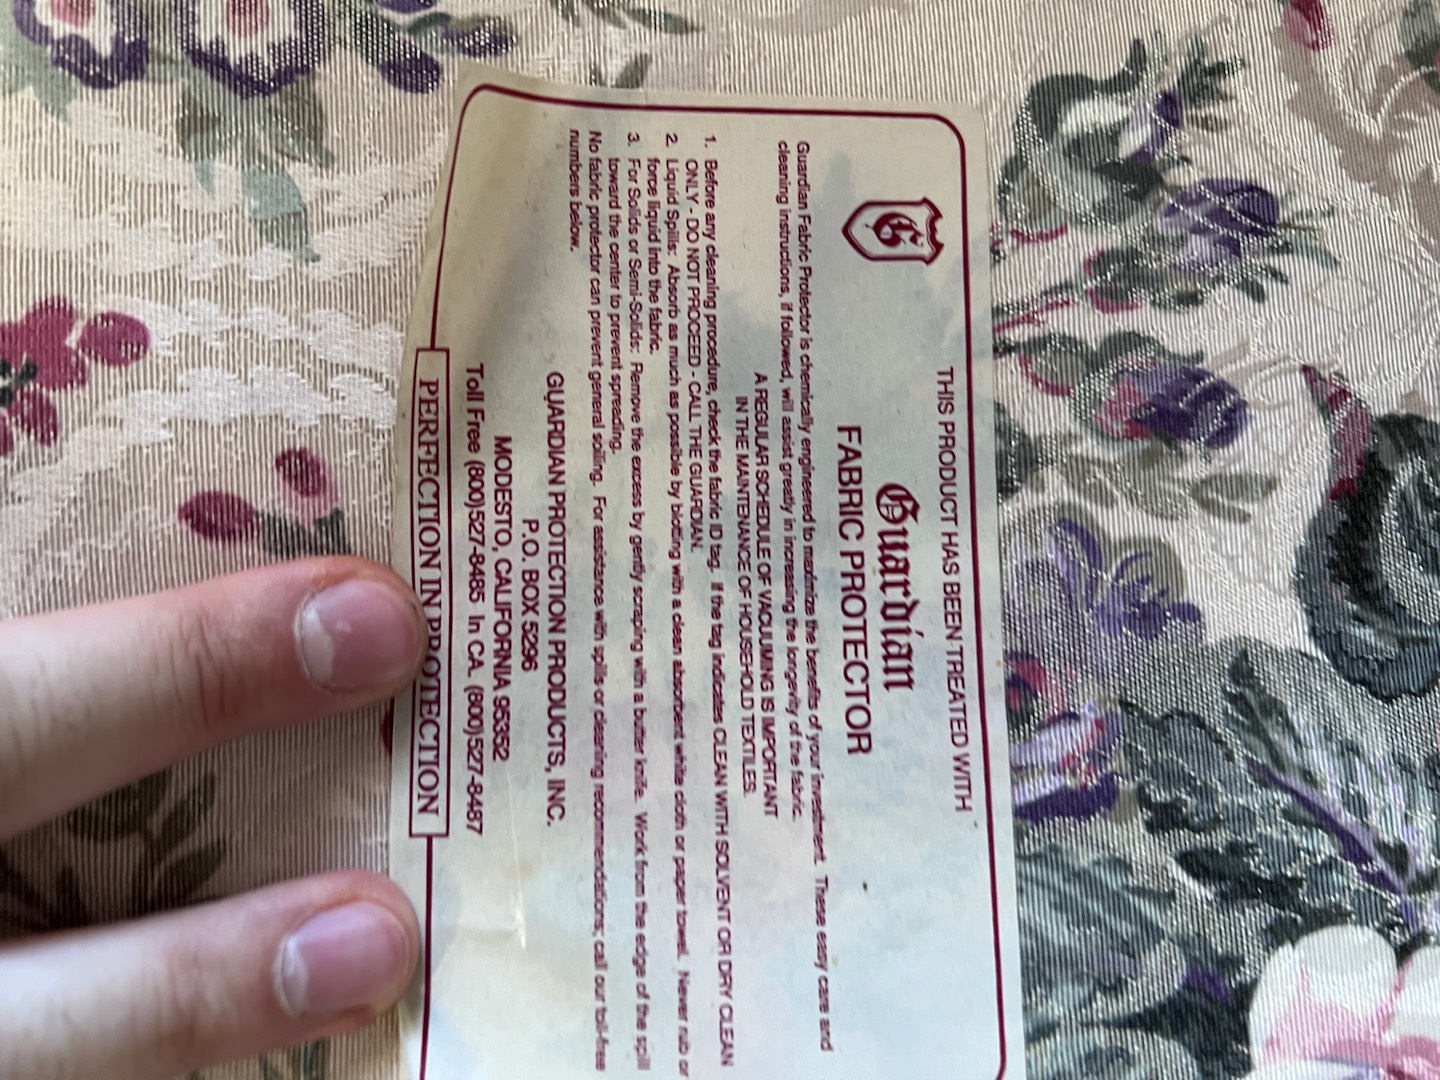 THIS PRODUCT HAS BEEN TREATED WITH
G
Guardian
FABRIC PROTECTOR
Guardian Fabric Protector is chemically engineered to maximize the benefits of your investment. These easy care and
cleaning instructions, if followed, will assist greatly in increasing the longevity of the fabric.
A REGULAR SCHEDULE OF VACUUMING IS IMPORTANT
IN THE MAINTENANCE OF HOUSEHOLD TEXTILES.
1. Before any cleaning procedure, check the fabric ID tag. If the tag indicates CLEAN WITH SOLVENT OR DRY CLEAN
ONLY - DO NOT PROCEED - CALL THE GUARDIAN.
2. Liquid Spills: Absorb as much as possible by blotting with a clean absorbent white cloth or paper towel. Never rub or
force liquid into the fabric.
3. For Solids or Semi-Solids: Remove the excess by gently scraping with a butter knife. Work from the edge of the spill
toward the center to prevent spreading.
No fabric protector can prevent general soiling. For assistance with spills or cleaning recommendations; call our toll-free
numbers below.
GUARDIAN PROTECTION PRODUCTS, INC.
P.O. BOX 5296
MODESTO, CALIFORNIA 95352
Toll Free (800)527-8485 In CA. (800)527-8487
PERFECTION IN PROTECTION